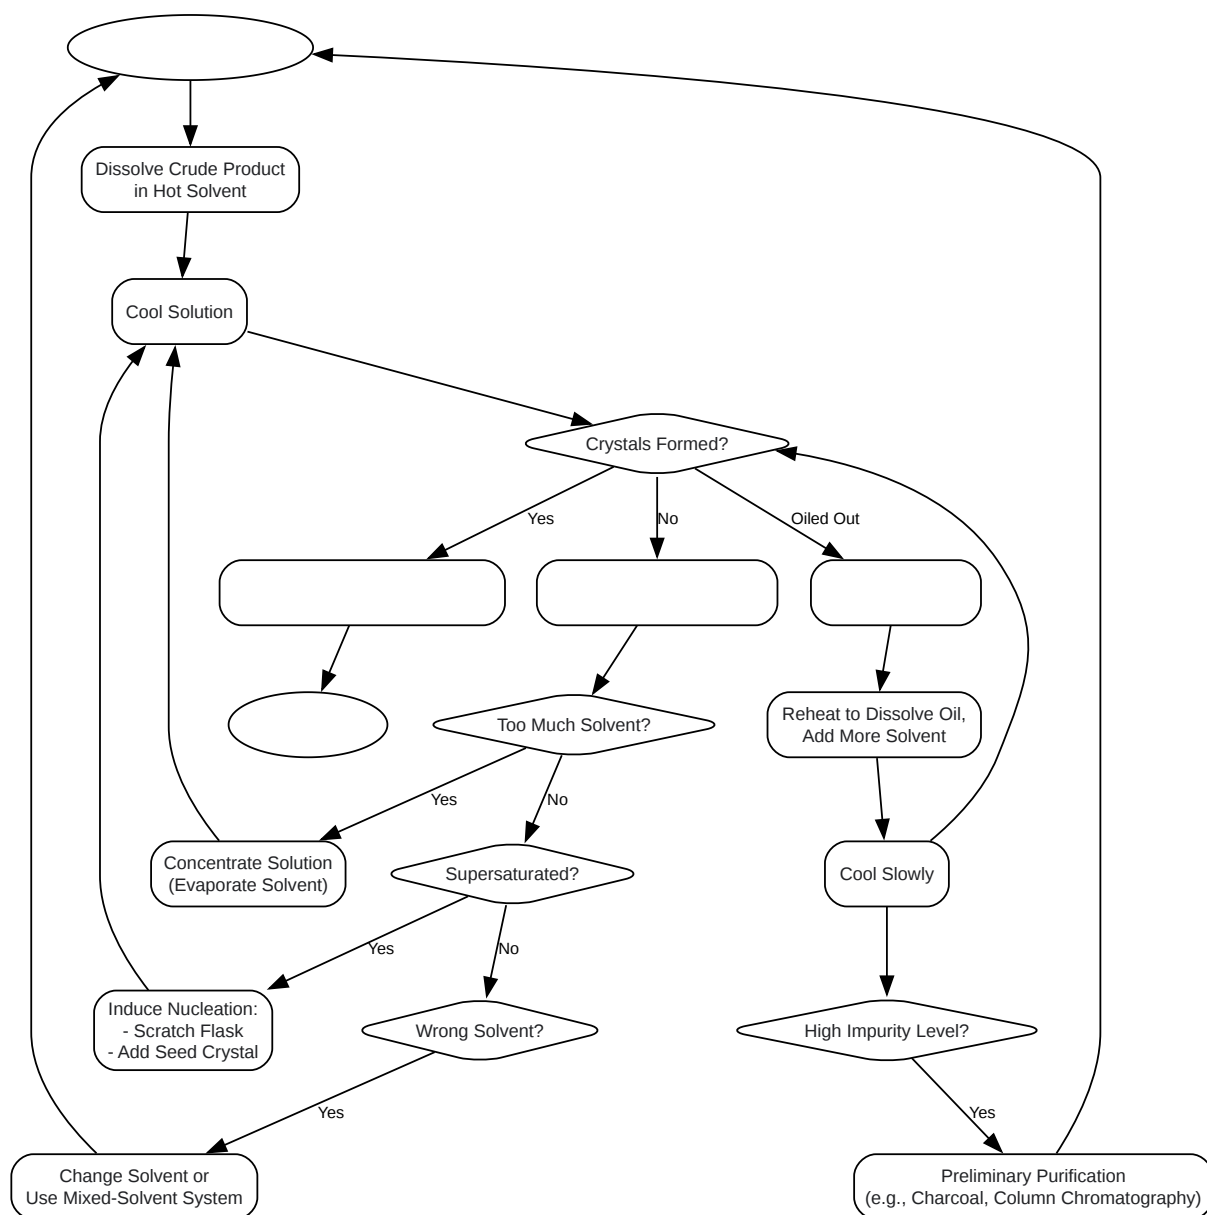 Dissolve Crude Product
in Hot Solvent
Cool Solution
Crystals Formed?
Yes
No
Oiled Out
Too Much Solvent?
Reheat to Dissolve Oil,
Add More Solvent
Yes
No
Concentrate Solution
(Evaporate Solvent)
Supersaturated?
Cool Slowly
Yes
No
Induce Nucleation:
- Scratch Flask
- Add Seed Crystal
Wrong Solvent?
High Impurity Level?
Yes
Yes
Change Solvent or
Use Mixed-Solvent System
Preliminary Purification
(e.g., Charcoal, Column Chromatography)